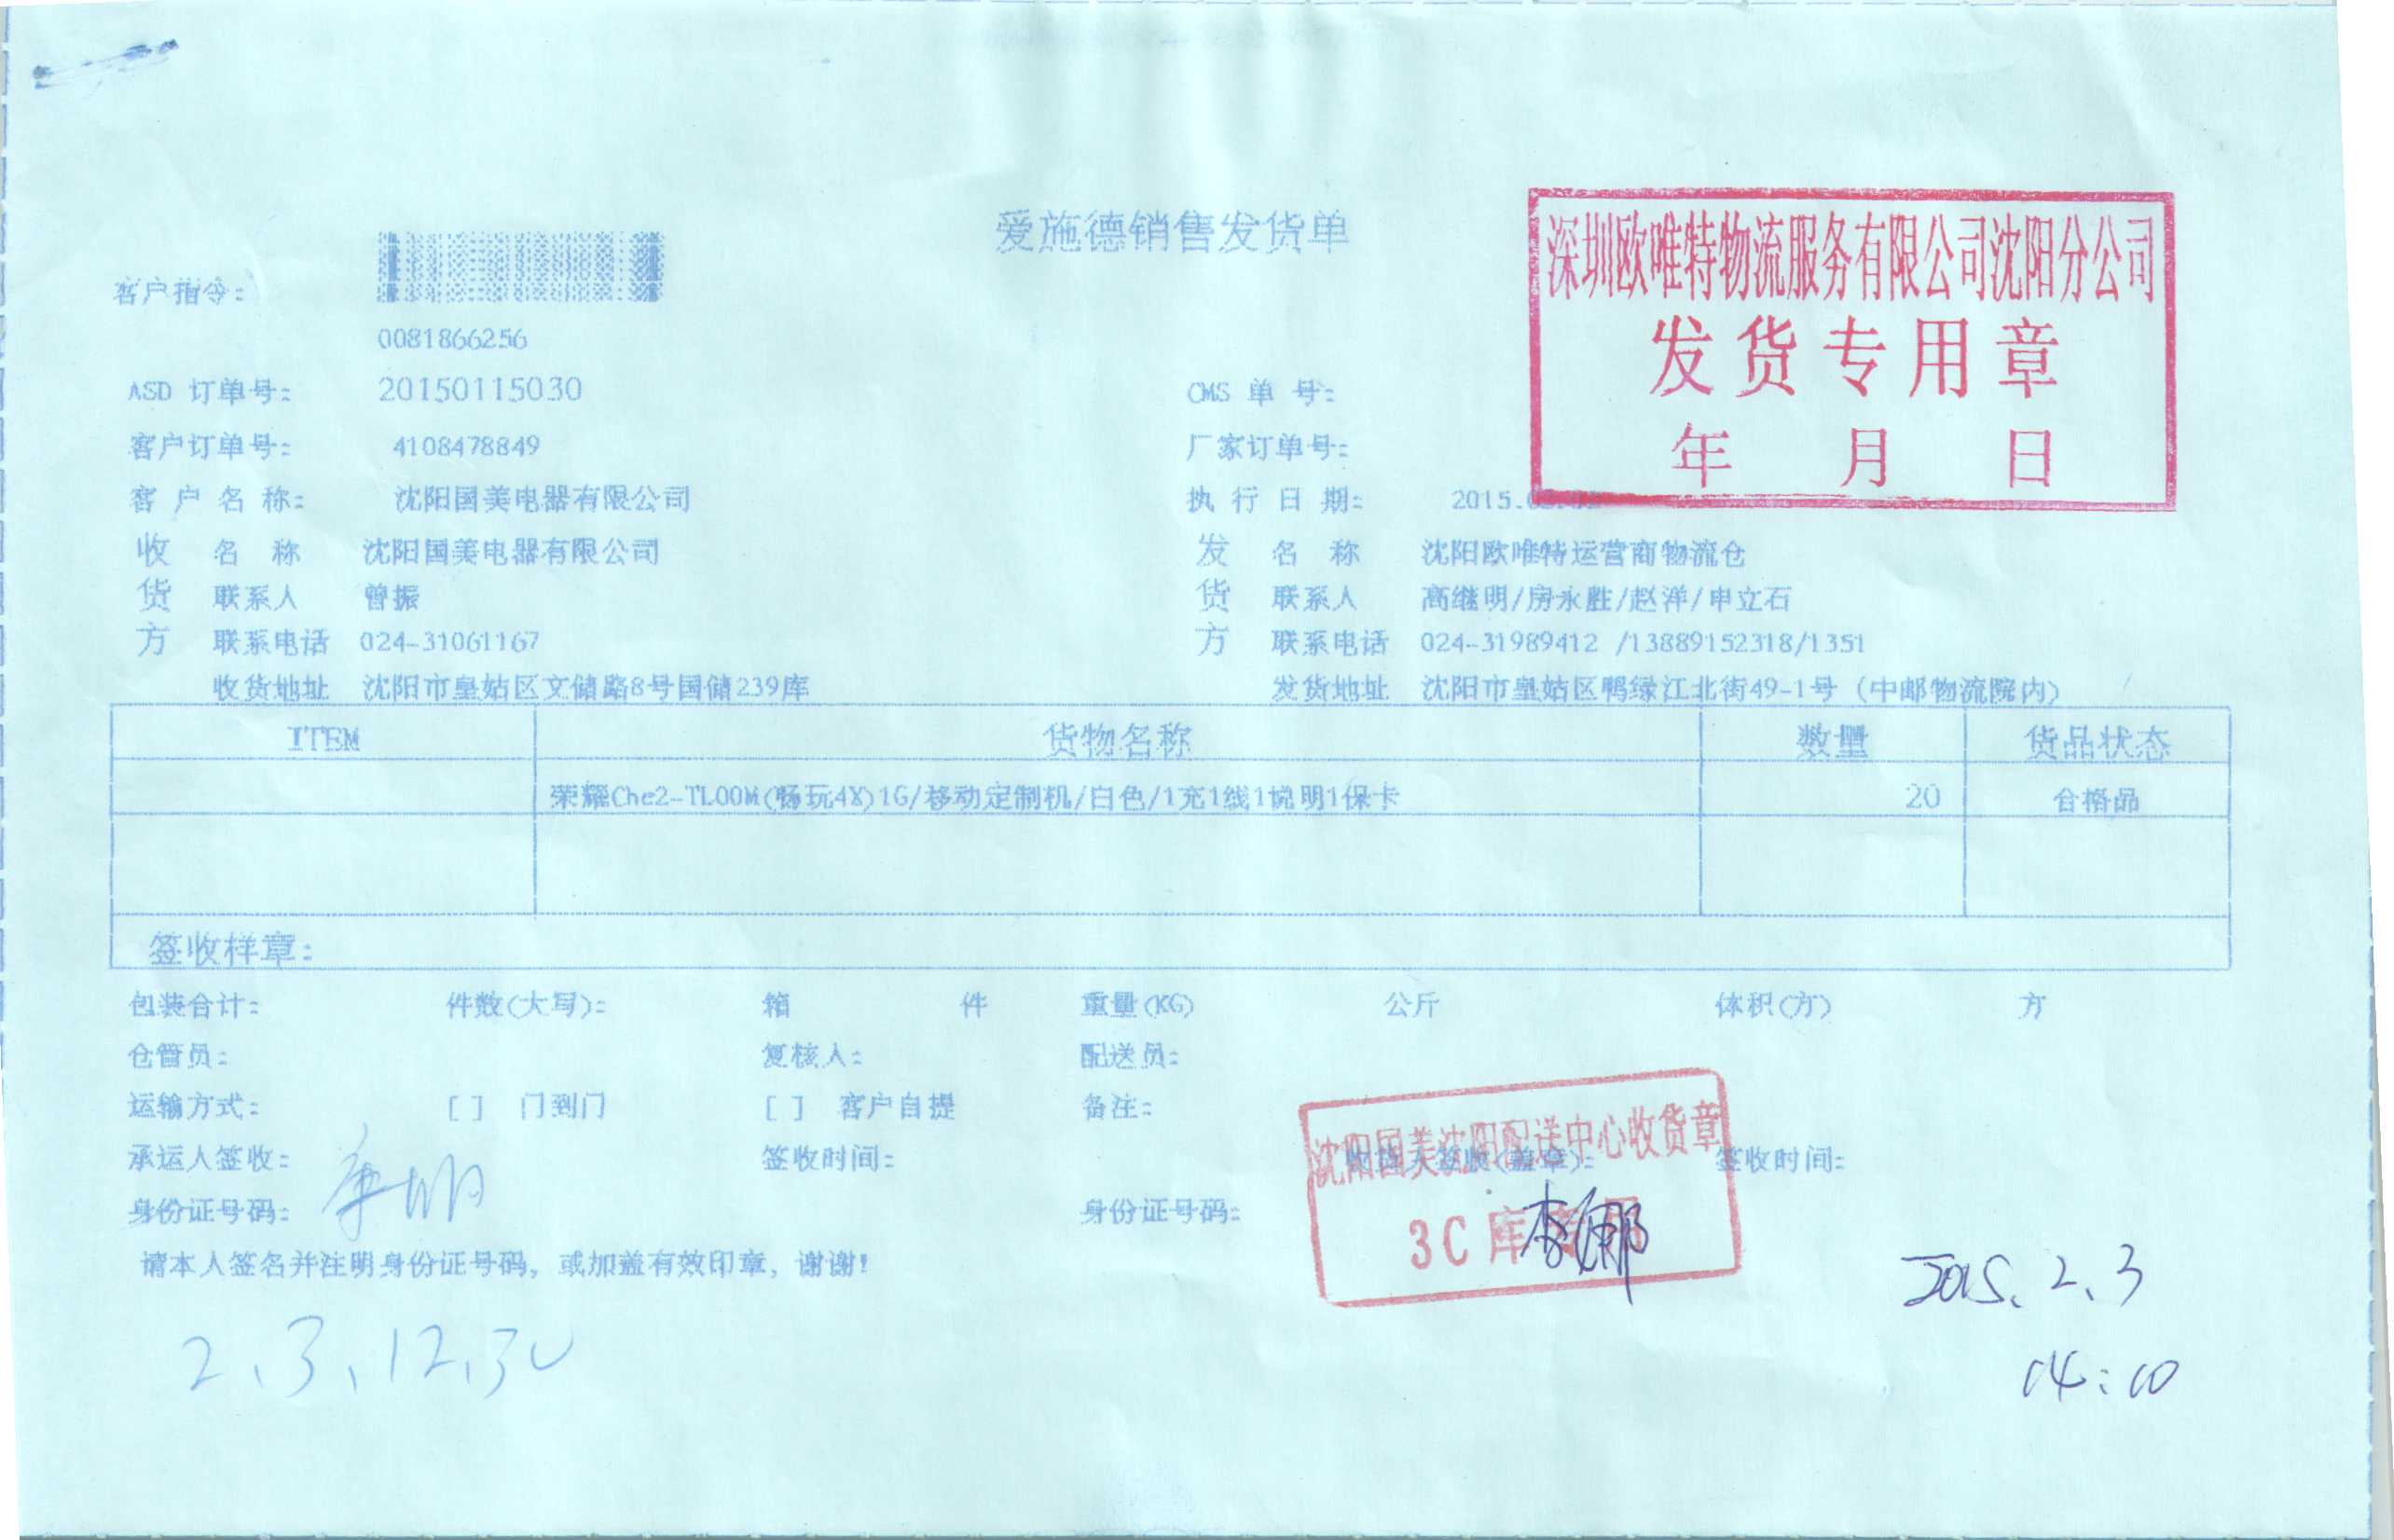 爱施德销售发货单
深圳欧唯特物流服务有限公司沈阳分公司
发货专用章
年 月 日
客户指令:
0081866256
ASD 订单号: 20150115030 CMS 单 号:
客户订单号: 4108478849 厂家订单号:
客 户 名 称: 沈阳国美电器有限公司 执 行 日 期: 2015.
收 名 称 沈阳国美电器有限公司 发 名 称 沈阳欧唯特运营商物流仓
货 联系人 曾振 货 联系人 高继明/房永胜/赵洋/申立石
方 联系电话 024-31061167 方 联系电话 024-31989412 /13889152318/1351
收货地址 沈阳市皇姑区文储路8号国储239库 发货地址 沈阳市皇姑区鸭绿江北街49-1号 (中邮物流院内)
ITEM 货物名称 数量 货品状态
荣耀Che2-TL00M(畅玩4X)1G/移动定制机/白色/1充1线1说明1保卡 20 合格品
签收样章:
包装合计: 件数(大写): 箱 件 重量(KG) 公斤 体积(方) 方
仓管员: 复核人: 配送员:
运输方式: [ ] 门到门 [ ] 客户自提 备注:
沈阳国美沈阳配送中心收货章
承运人签收: 签收时间: 收货人签收(盖章): 签收时间:
身份证号码: 身份证号码:
3C 库
请本人签名并注明身份证号码, 或加盖有效印章, 谢谢!
2015.2.3
2.3.12.30
14:10